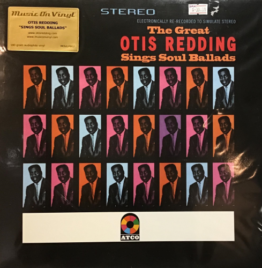 STEREO
ELECTRONICALLY RE-RECORDED TO SIMULATE STEREO
Music On Vinyl
OTIS REDDING
"SINGS SOUL BALLADS"
The Great
OTIS REDDING
Sings Soul Ballads
ATCO